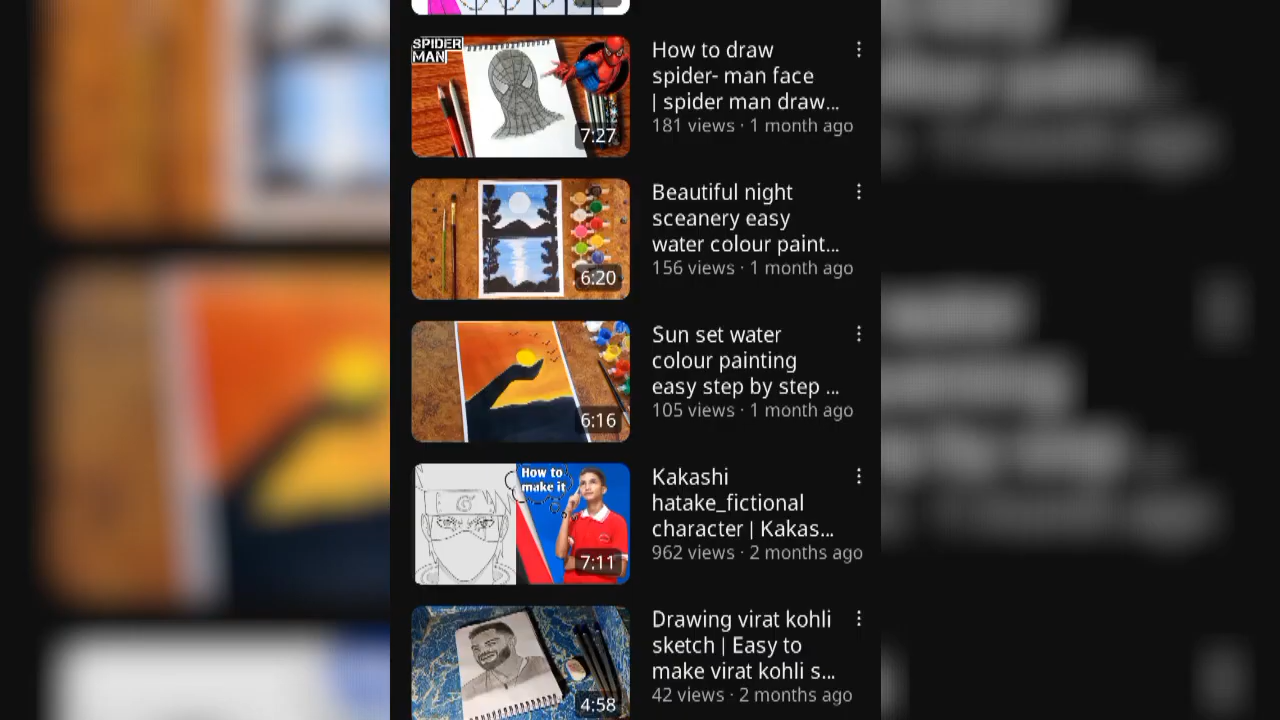 SPIDER
MAN
7:27
How to draw
spider- man face
| spider man draw...
181 views · 1 month ago
6:20
Beautiful night
sceanery easy
water colour paint...
156 views · 1 month ago
6:16
Sun set water
colour painting
easy step by step ...
105 views · 1 month ago
How to
make it
7:11
Kakashi
hatake_fictional
character | Kakas...
962 views · 2 months ago
4:58
Drawing virat kohli
sketch | Easy to
make virat kohli s...
42 views · 2 months ago